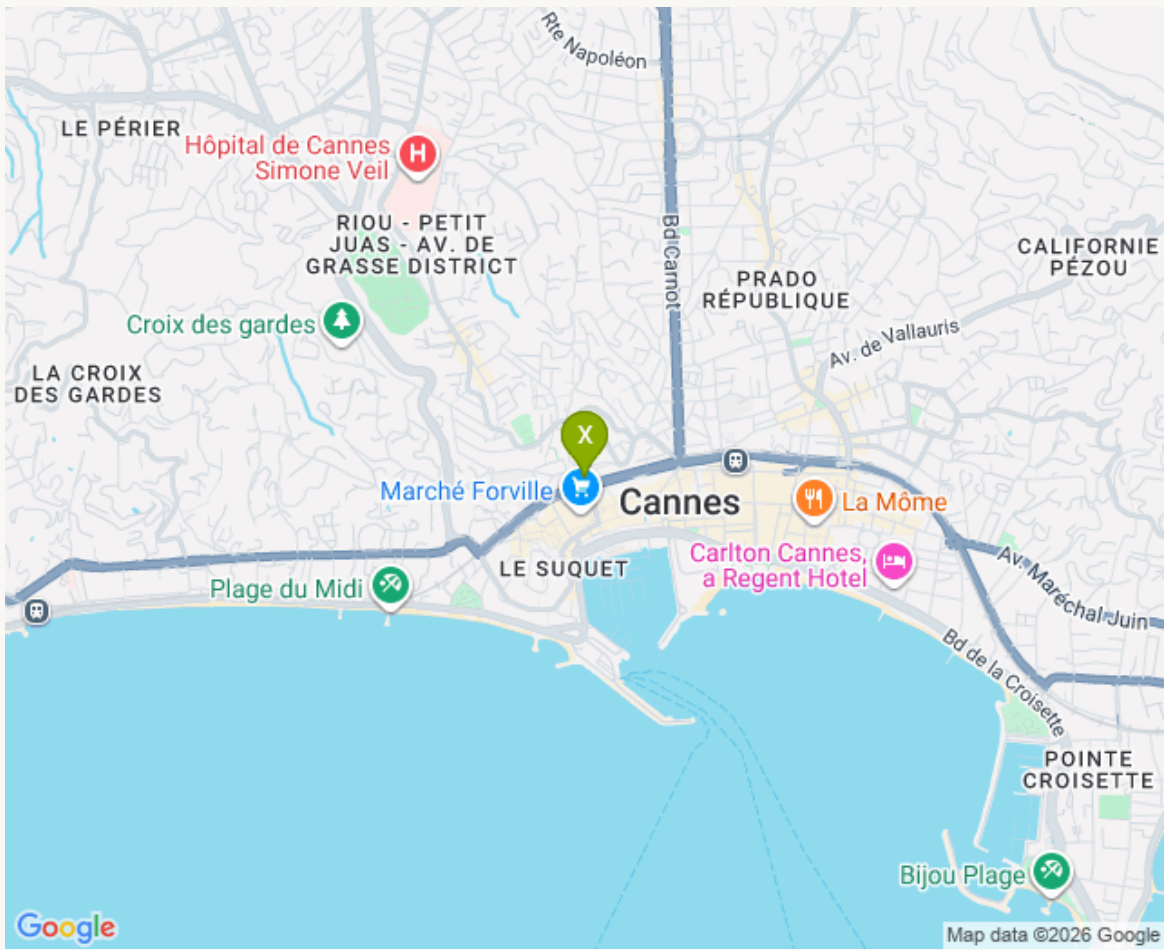 Rte Napoléon
LE PÉRIER
Hôpital de Cannes
Simone Veil
H
RIOU - PETIT
JUAS - AV. DE
GRASSE DISTRICT
Bd Carnot
CALIFORNIE
PÉZOU
PRADO
RÉPUBLIQUE
Croix des gardes
Av. de Vallauris
LA CROIX
DES GARDES
X
Marché Forville
Cannes
La Môme
LE SUQUET
Carlton Cannes,
a Regent Hotel
Plage du Midi
Av. Maréchal Juin
Bd de la Croisette
POINTE
CROISETTE
Bijou Plage
Google
Map data ©2026 Google